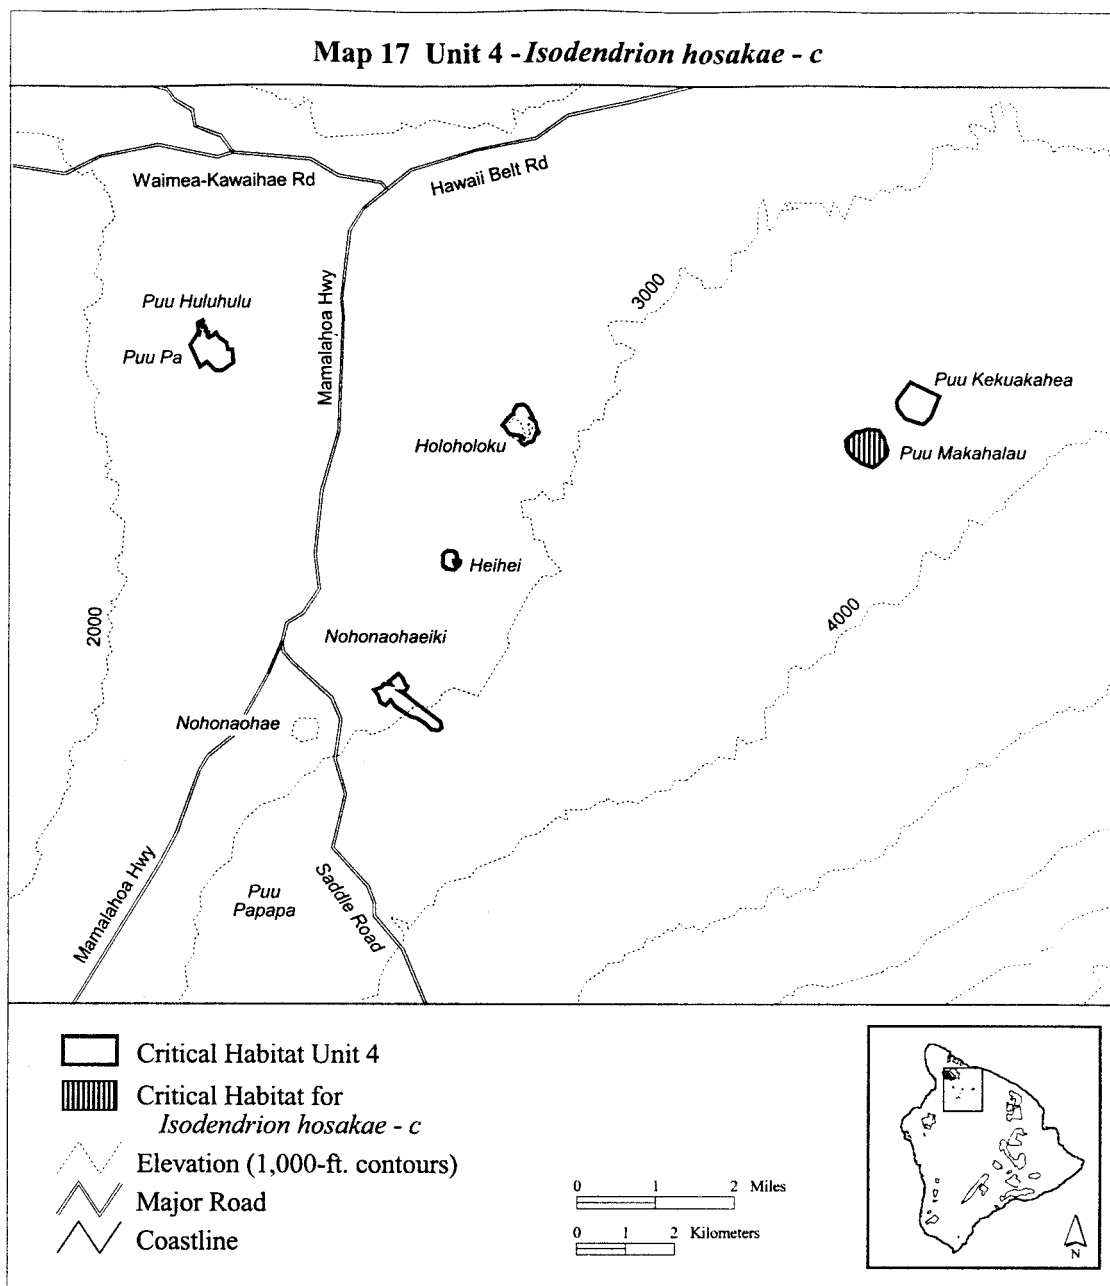 Map 17 Unit 4 - Isodendrion hosakae - c
Waimea-Kawaihae Rd
Hawaii Belt Rd
Mamalahoa Hwy
3000
Puu Huluhulu
Puu Pa
Puu Kekuakahea
Holoholoku
Puu Makahalau
Heihei
2000
4000
Nohonaohaeiki
Nohonaohae
Mamalahoa Hwy
Saddle Road
Puu
Papapa
Critical Habitat Unit 4
Critical Habitat for
Isodendrion hosakae - c
Elevation (1,000-ft. contours)
Major Road
Coastline
0 1 2 Miles
0 1 2 Kilometers
N